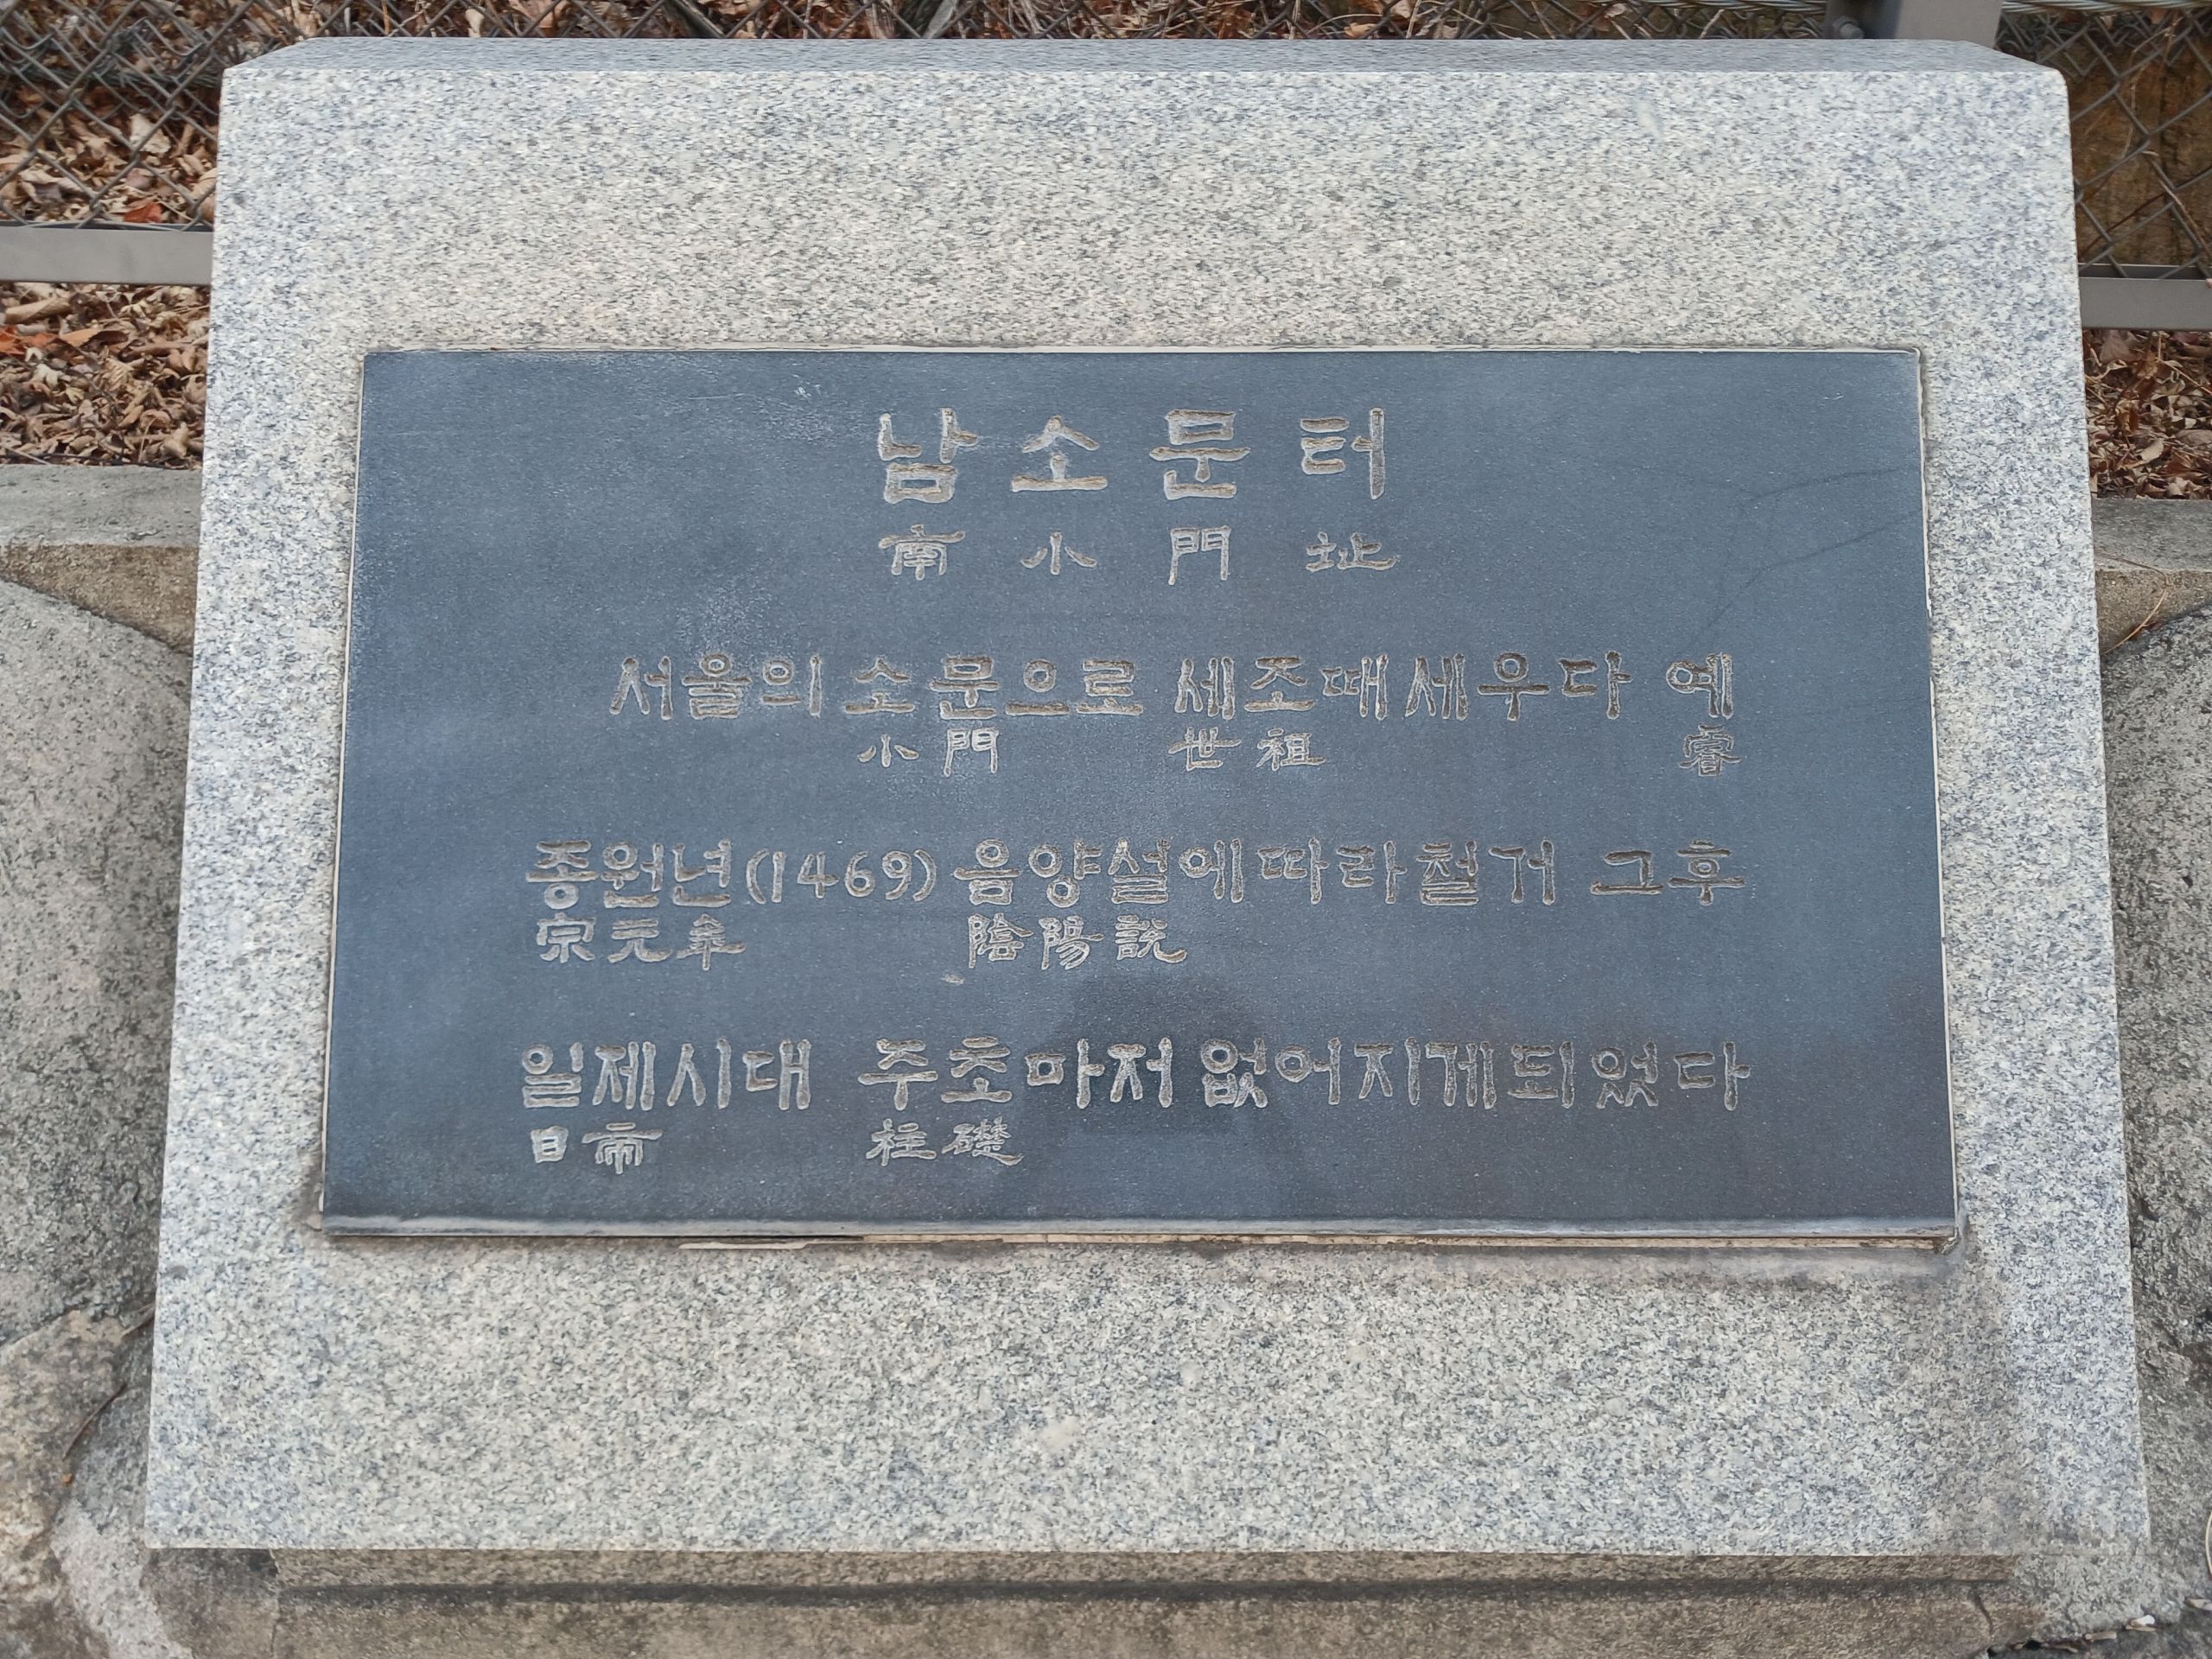 남소문터
南小門址
서울의 소문으로 세조때세우다 예
小門 世祖 睿
종원년(1469) 음양설에따라철거 그후
宗元年 陰陽說
일제시대 주초마저없어지게되었다
日帝 柱礎